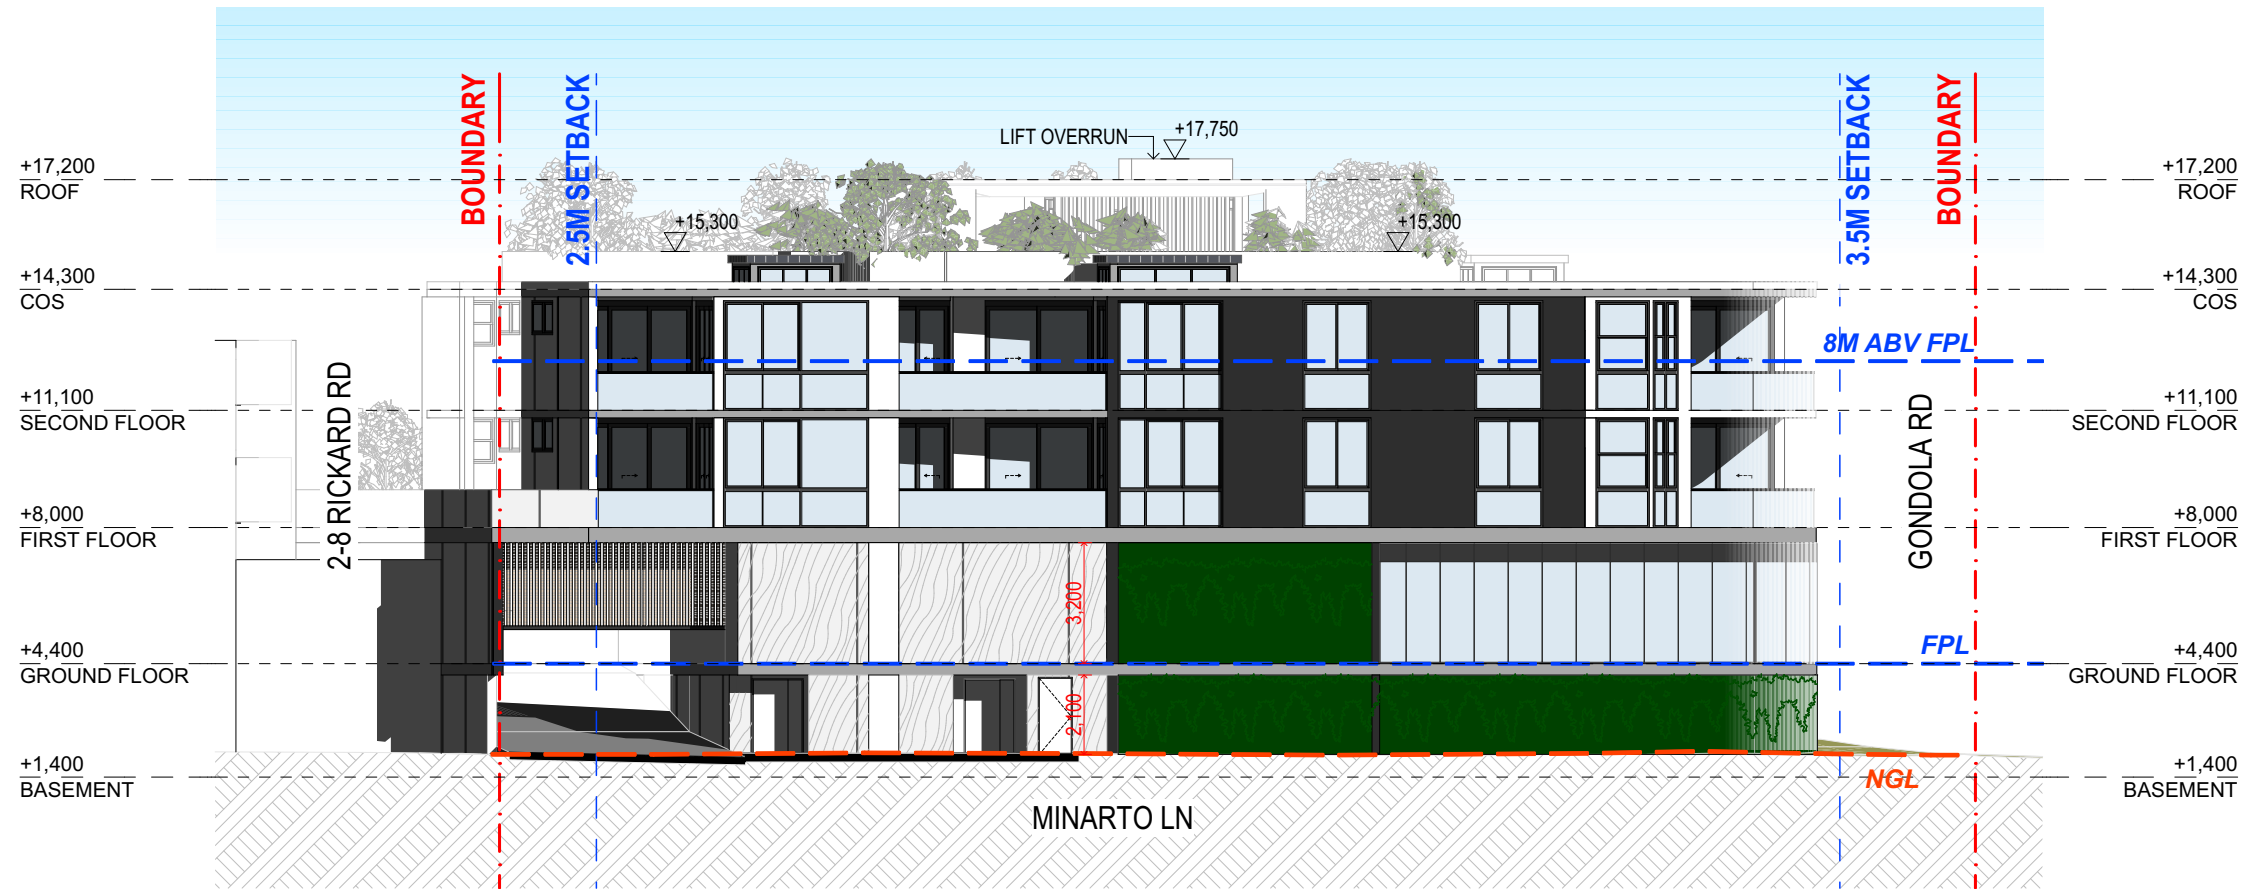 BOUNDARY
2.5M SETBACK
3.5M SETBACK
BOUNDARY
LIFT OVERRUN
+17,750
+17,200
ROOF
+17,200
ROOF
+15,300
+15,300
+14,300
COS
+14,300
COS
8M ABV FPL
+11,100
SECOND FLOOR
+11,100
SECOND FLOOR
2-8 RICKARD RD
GONDOLA RD
+8,000
FIRST FLOOR
+8,000
FIRST FLOOR
3,200
FPL
+4,400
GROUND FLOOR
+4,400
GROUND FLOOR
2,100
+1,400
BASEMENT
NGL
+1,400
BASEMENT
MINARTO LN